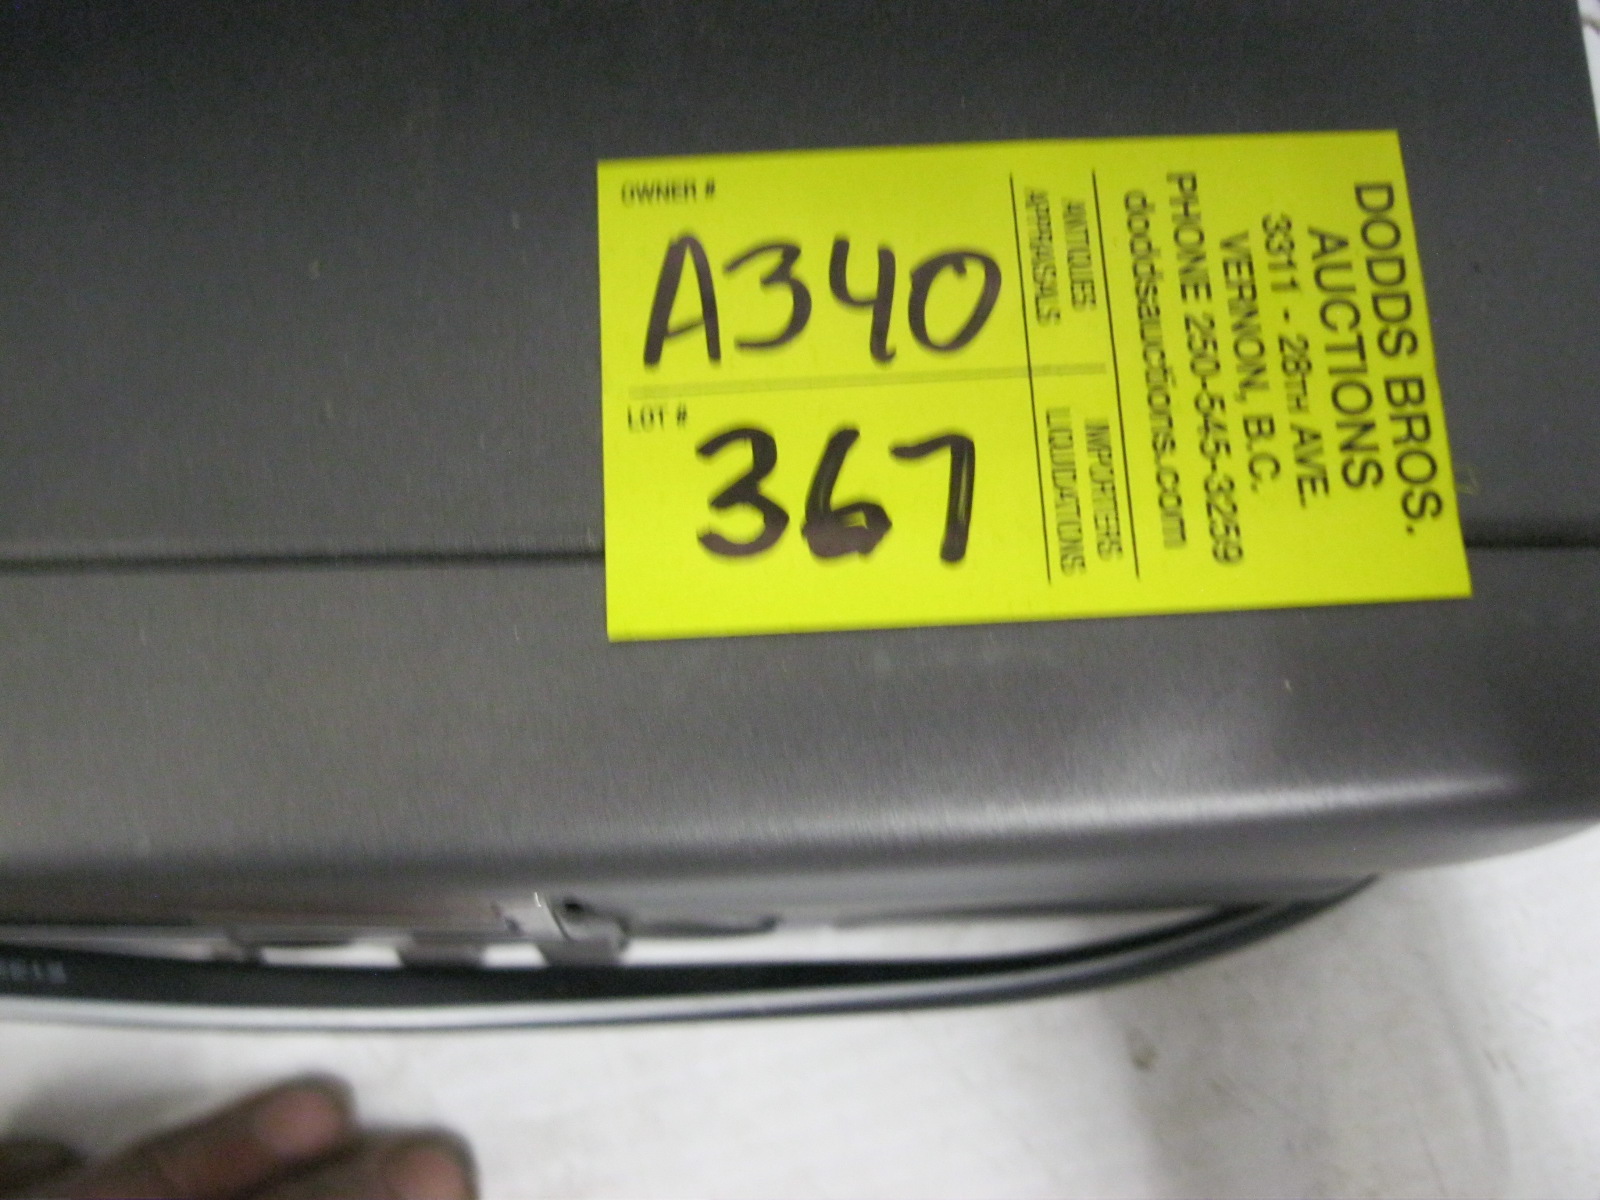 OWNER #
A340
LOT #
367
ANTIQUES
APPRAISALS
IMPORTERS
LIQUIDATIONS
DODDS BROS.
AUCTIONS
3311 - 28TH AVE.
VERNON, B.C.
PHONE 250-545-3259
doddsauctions.com